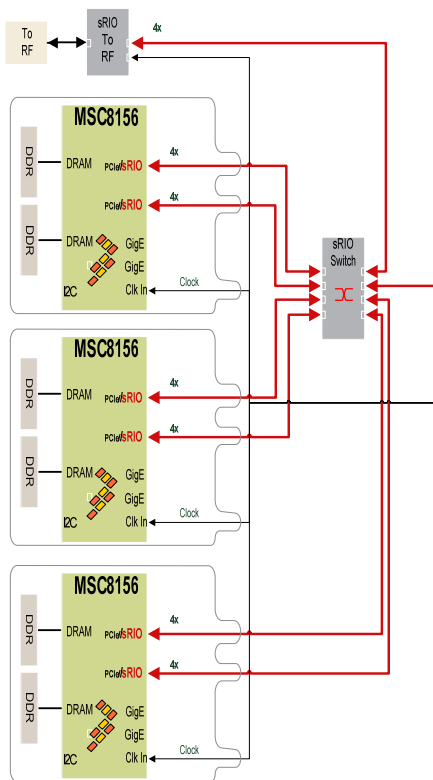 To
RF
sRIO
To
RF
4x
MSC8156
DDR
DRAM
PCIe/sRIO
4x
PCIe/sRIO
4x
DDR
DRAM
GigE
GigE
I2C
Clk In
Clock
sRIO
Switch
MSC8156
DDR
PCIe/sRIO
4x
PCIe/sRIO
4x
DDR
DRAM
GigE
GigE
I2C
Clk In
Clock
MSC8156
DDR
DRAM
PCIe/sRIO
4x
PCIe/sRIO
4x
DDR
DRAM
GigE
GigE
I2C
Clk In
Clock